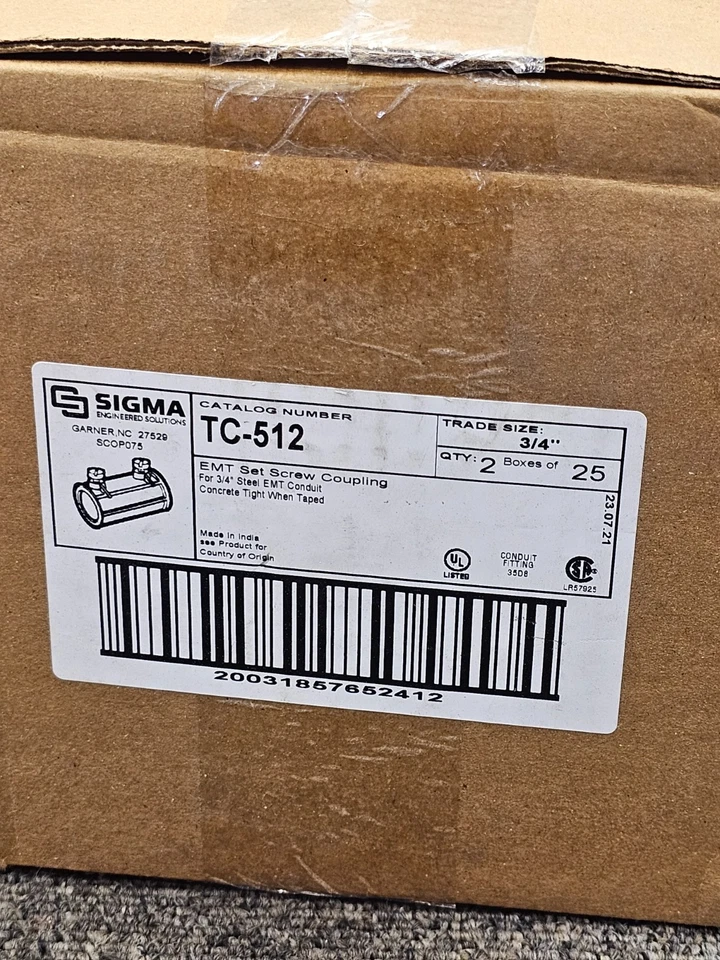 SIGMA
ENGINEERED SOLUTIONS
GARNER, NC 27529
SCOP075
CATALOG NUMBER
TC-512
TRADE SIZE:
3/4"
QTY: 2 Boxes of 25
EMT Set Screw Coupling
For 3/4" Steel EMT Conduit
Concrete Tight When Taped
23.07.21
Made in India
see Product for
Country of Origin
UL
LISTED
CONDUIT
FITTING
35D8
LR57925
20031857652412